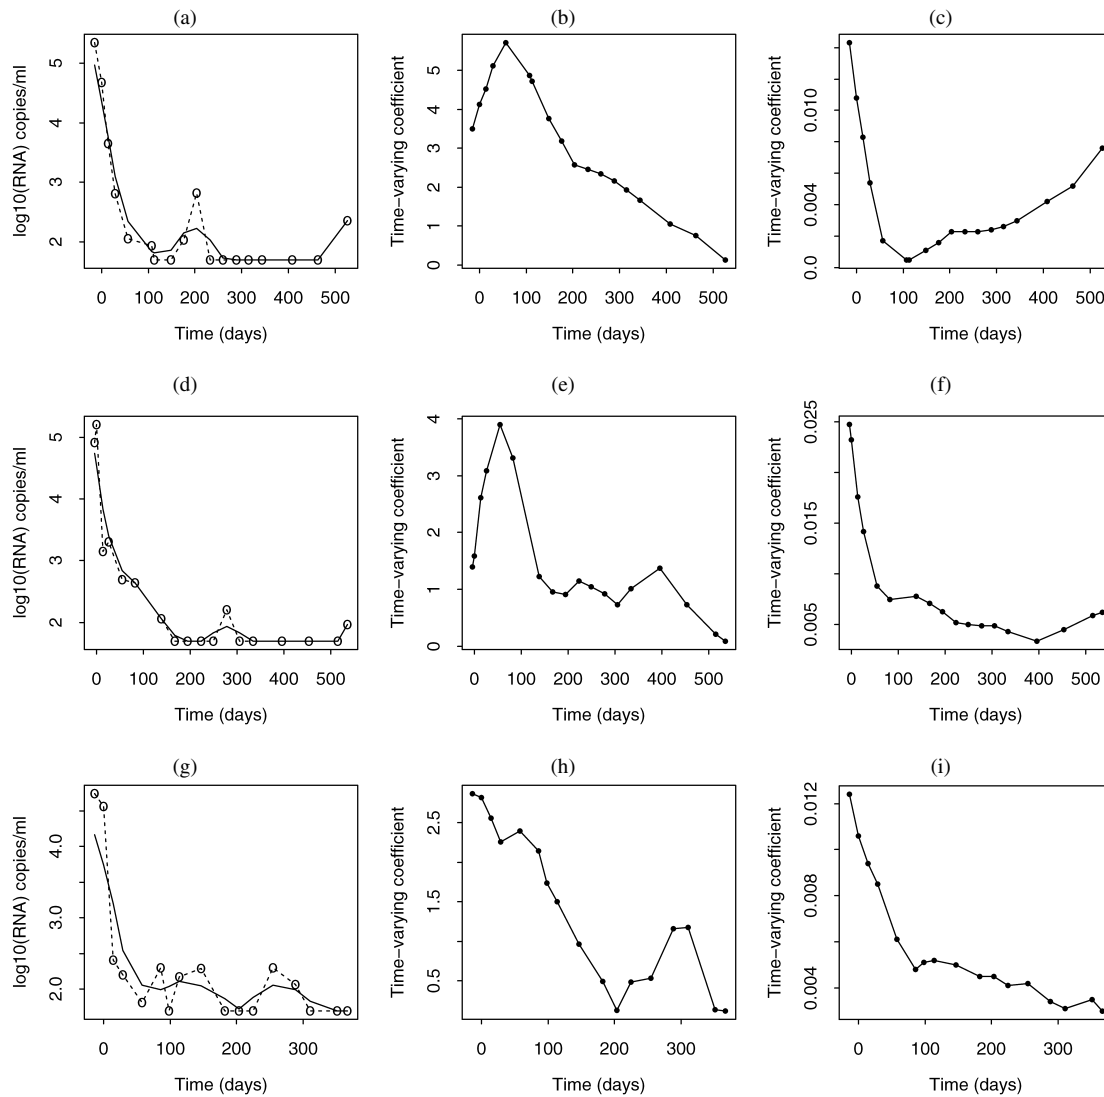 (a) (b) (c)
log10(RNA) copies/ml
2 3 4 5
0 100 200 300 400 500
Time (days)
Time−varying coefficient
0 1 2 3 4 5
0 100 200 300 400 500
Time (days)
Time−varying coefficient
0.0 0.004 0.010
0 100 200 300 400 500
Time (days)
(d) (e) (f)
log10(RNA) copies/ml
2 3 4 5
0 100 200 300 400 500
Time (days)
Time−varying coefficient
0 1 2 3 4
0 100 200 300 400 500
Time (days)
Time−varying coefficient
0.005 0.015 0.025
0 100 200 300 400 500
Time (days)
(g) (h) (i)
log10(RNA) copies/ml
2.0 3.0 4.0
0 100 200 300
Time (days)
Time−varying coefficient
0.5 1.5 2.5
0 100 200 300
Time (days)
Time−varying coefficient
0.004 0.008 0.012
0 100 200 300
Time (days)